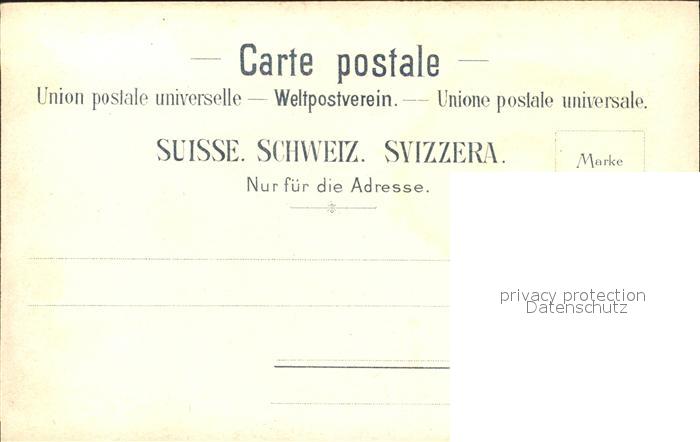 — Carte postale —
Union postale universelle — Weltpostverein. — Unione postale universale.
SUISSE. SCHWEIZ. SVIZZERA.
Marke
Nur für die Adresse.
privacy protection
Datenschutz